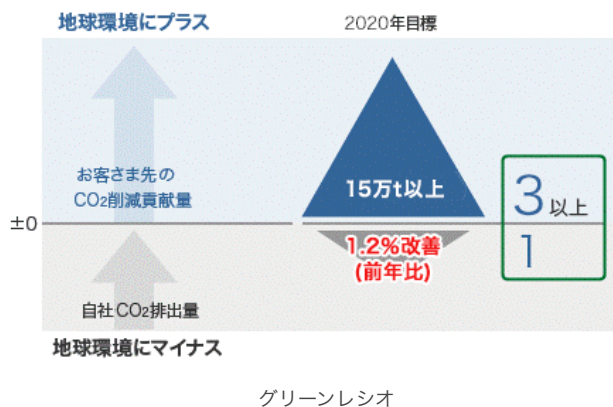 地球環境にプラス
2020年目標
お客さま先の
CO2削減貢献量
15万t以上
3以上
±0
1.2%改善
(前年比)
1
自社CO2排出量
地球環境にマイナス
グリーンレシオ